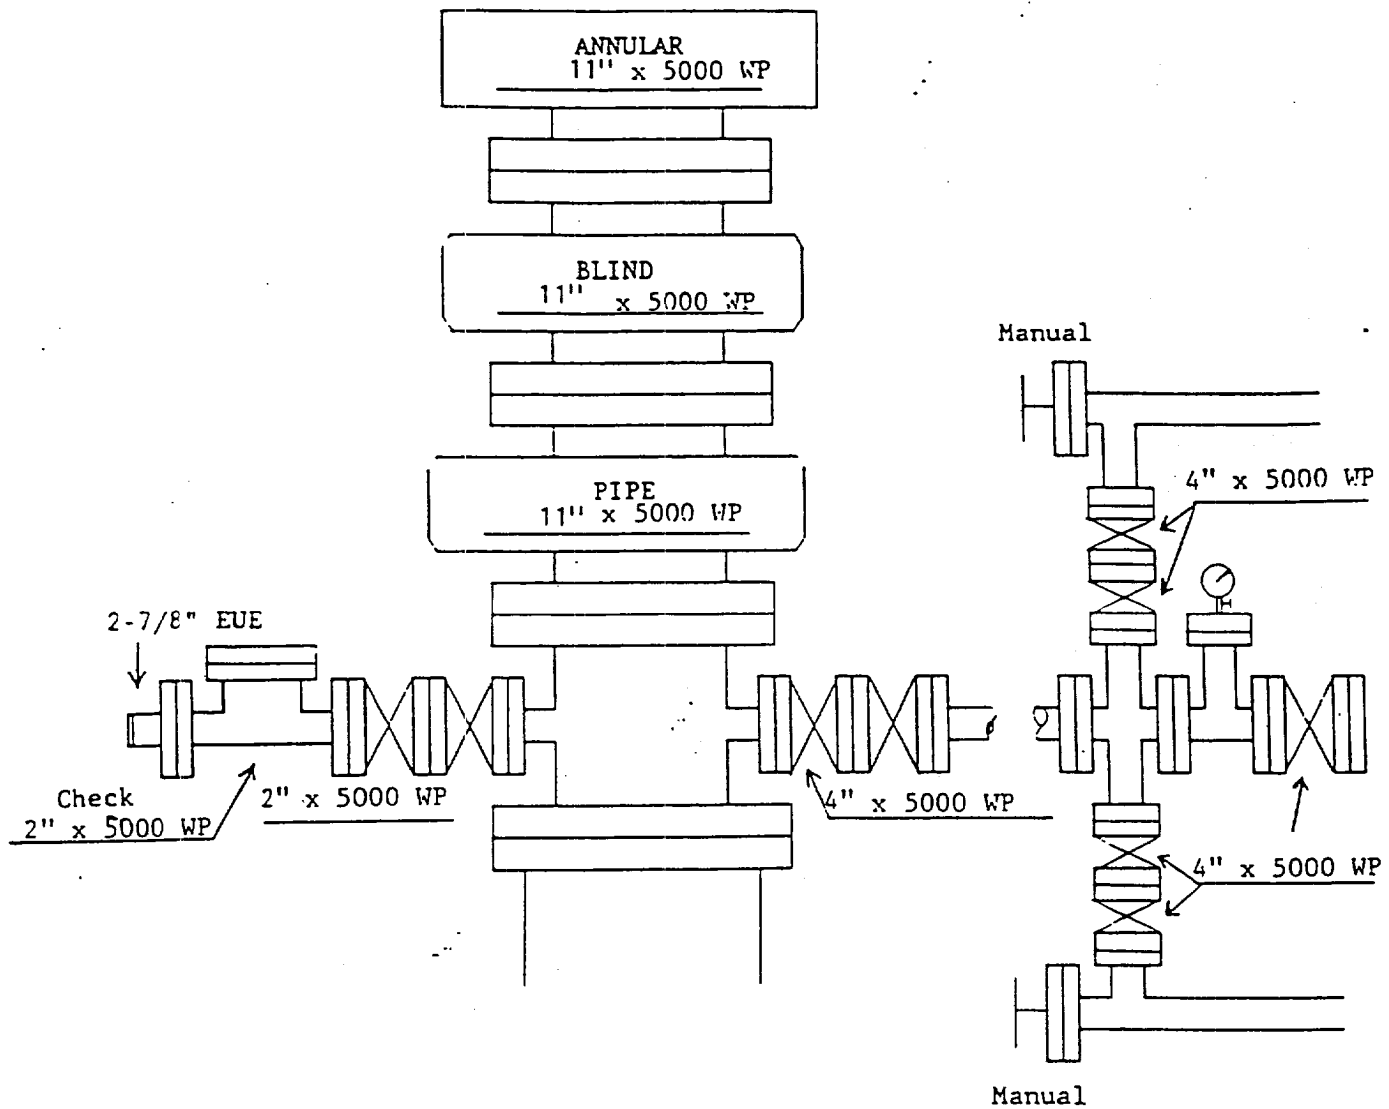 ANNULAR
11" x 5000 WP
BLIND
11" x 5000 WP
Manual
PIPE
11" x 5000 WP
4" x 5000 WP
2-7/8" EUE
Check
2" x 5000 WP
2" x 5000 WP
4" x 5000 WP
4" x 5000 WP
Manual